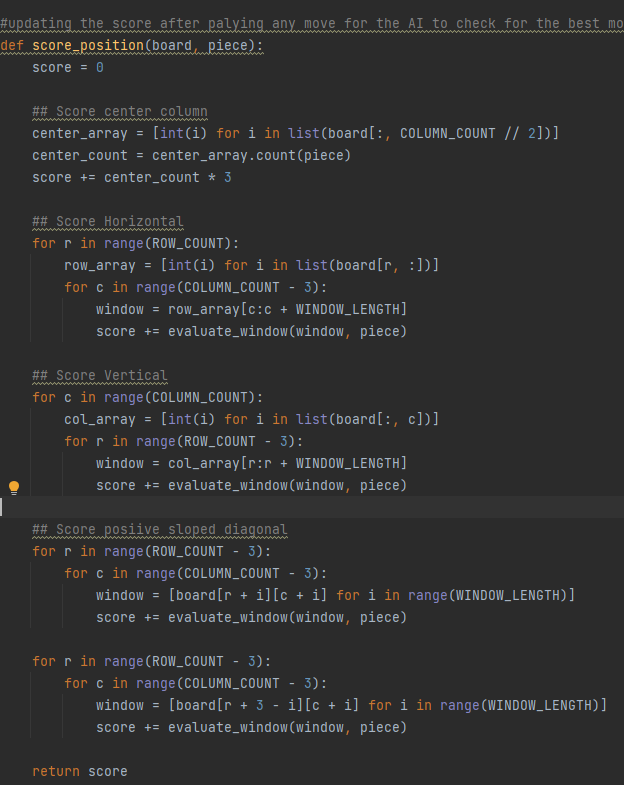 #updating the score after palying any move for the AI to check for the best mo
def score_position(board, piece):
    score = 0
    ## Score center column
    center_array = [int(i) for i in list(board[:, COLUMN_COUNT // 2])]
    center_count = center_array.count(piece)
    score += center_count * 3
    ## Score Horizontal
    for r in range(ROW_COUNT):
        row_array = [int(i) for i in list(board[r, :])]
        for c in range(COLUMN_COUNT - 3):
            window = row_array[c:c + WINDOW_LENGTH]
            score += evaluate_window(window, piece)
    ## Score Vertical
    for c in range(COLUMN_COUNT):
        col_array = [int(i) for i in list(board[:, c])]
        for r in range(ROW_COUNT - 3):
            window = col_array[r:r + WINDOW_LENGTH]
            score += evaluate_window(window, piece)
    ## Score posiive sloped diagonal
    for r in range(ROW_COUNT - 3):
        for c in range(COLUMN_COUNT - 3):
            window = [board[r + i][c + i] for i in range(WINDOW_LENGTH)]
            score += evaluate_window(window, piece)
    for r in range(ROW_COUNT - 3):
        for c in range(COLUMN_COUNT - 3):
            window = [board[r + 3 - i][c + i] for i in range(WINDOW_LENGTH)]
            score += evaluate_window(window, piece)
    return score